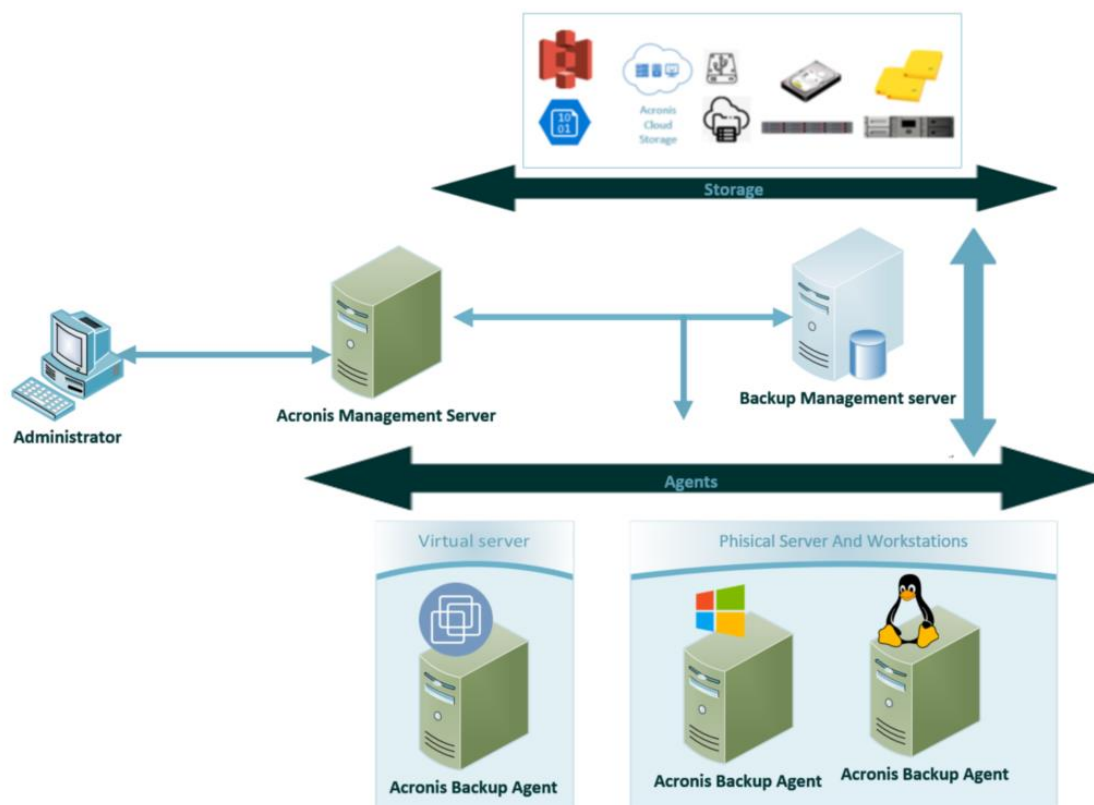 10
01
Acronis
Cloud
Storage
Storage
Administrator
Acronis Management Server
Backup Management server
Agents
Virtual server
Phisical Server And Workstations
Acronis Backup Agent
Acronis Backup Agent
Acronis Backup Agent